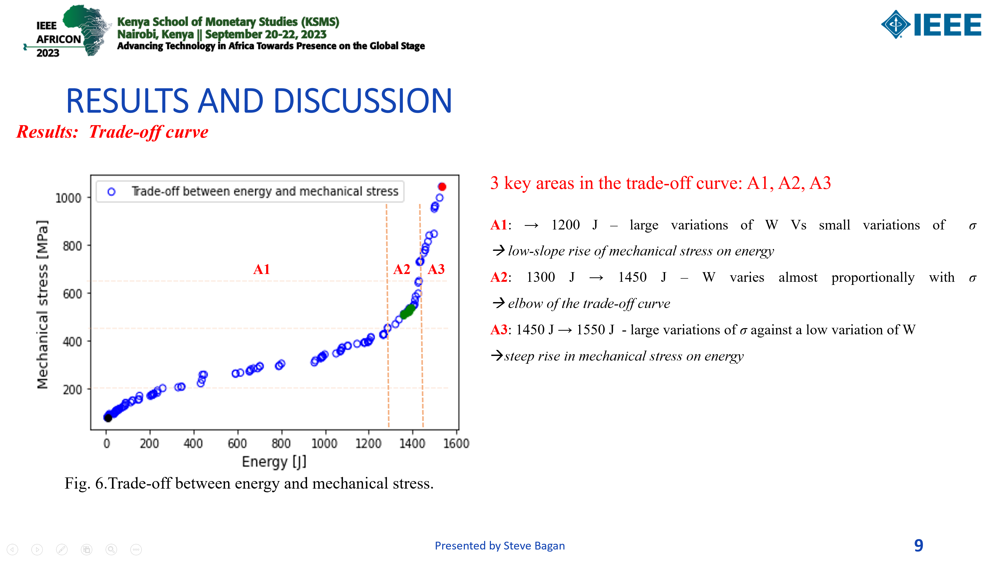 IEEE
AFRICON
2023
Kenya School of Monetary Studies (KSMS)
Nairobi, Kenya || September 20-22, 2023
Advancing Technology in Africa Towards Presence on the Global Stage
IEEE
RESULTS AND DISCUSSION
Results: Trade-off curve
Trade-off between energy and mechanical stress
Mechanical stress [MPa]
1000
800
600
400
200
A1
A2
A3
0 200 400 600 800 1000 1200 1400 1600
Energy [J]
Fig. 6.Trade-off between energy and mechanical stress.
3 key areas in the trade-off curve: A1, A2, A3
A1: → 1200 J – large variations of W Vs small variations of σ
→ low-slope rise of mechanical stress on energy
A2: 1300 J → 1450 J – W varies almost proportionally with σ
→ elbow of the trade-off curve
A3: 1450 J → 1550 J - large variations of σ against a low variation of W
→steep rise in mechanical stress on energy
Presented by Steve Bagan
9